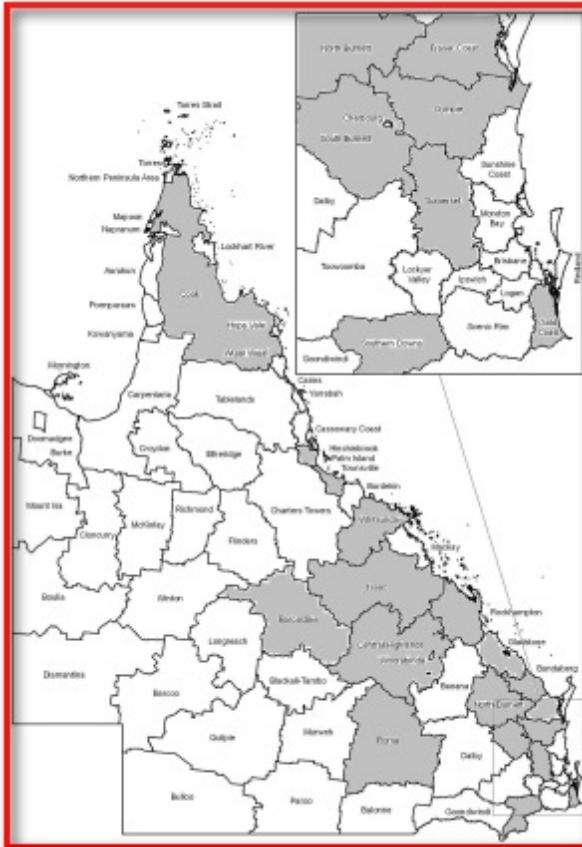 North Burnett
Fraser Coast
Gympie
Cherbourg
South Burnett
Sunshine
Coast
Dalby
Somerset
Moreton
Bay
Toowoomba
Brisbane
Lockyer
Valley
Ipswich
Redland
Logan
Scenic Rim
Gold
Coast
Southern Downs
Goondiwindi
Torres Strait
Torres
Northern Peninsula Area
Mapoon
Napranum
Lockhart River
Aurukun
Cook
Pormpuraaw
Hope Vale
Kowanyama
Wujal Wujal
Mornington
Cairns
Yarrabah
Carpentaria
Tablelands
Cassowary Coast
Doomadgee
Burke
Croydon
Etheridge
Hinchinbrook
Palm Island
Townsville
Burdekin
Mount Isa
Cloncurry
McKinlay
Richmond
Flinders
Charters Towers
Whitsunday
Mackay
Boulia
Winton
Isaac
Barcaldine
Rockhampton
Longreach
Central Highlands
Woorabinda
Gladstone
Diamantina
Blackall-Tambo
Banana
Bundaberg
Barcoo
North Burnett
Quilpie
Murweh
Roma
Dalby
Bulloo
Paroo
Balonne
Goondiwindi